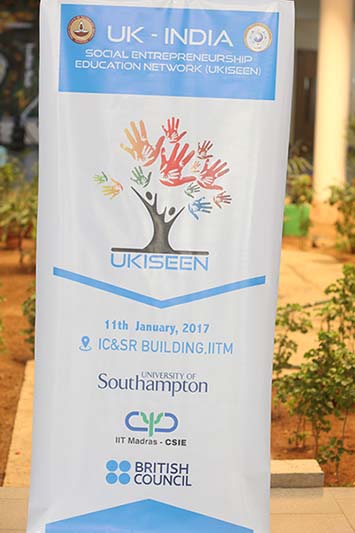 UK - INDIA
SOCIAL ENTREPRENEURSHIP
EDUCATION NETWORK (UKISEEN)
UKISEEN
11th January, 2017
IC&SR BUILDING,IITM
UNIVERSITY OF
Southampton
IIT Madras - CSIE
BRITISH
COUNCIL